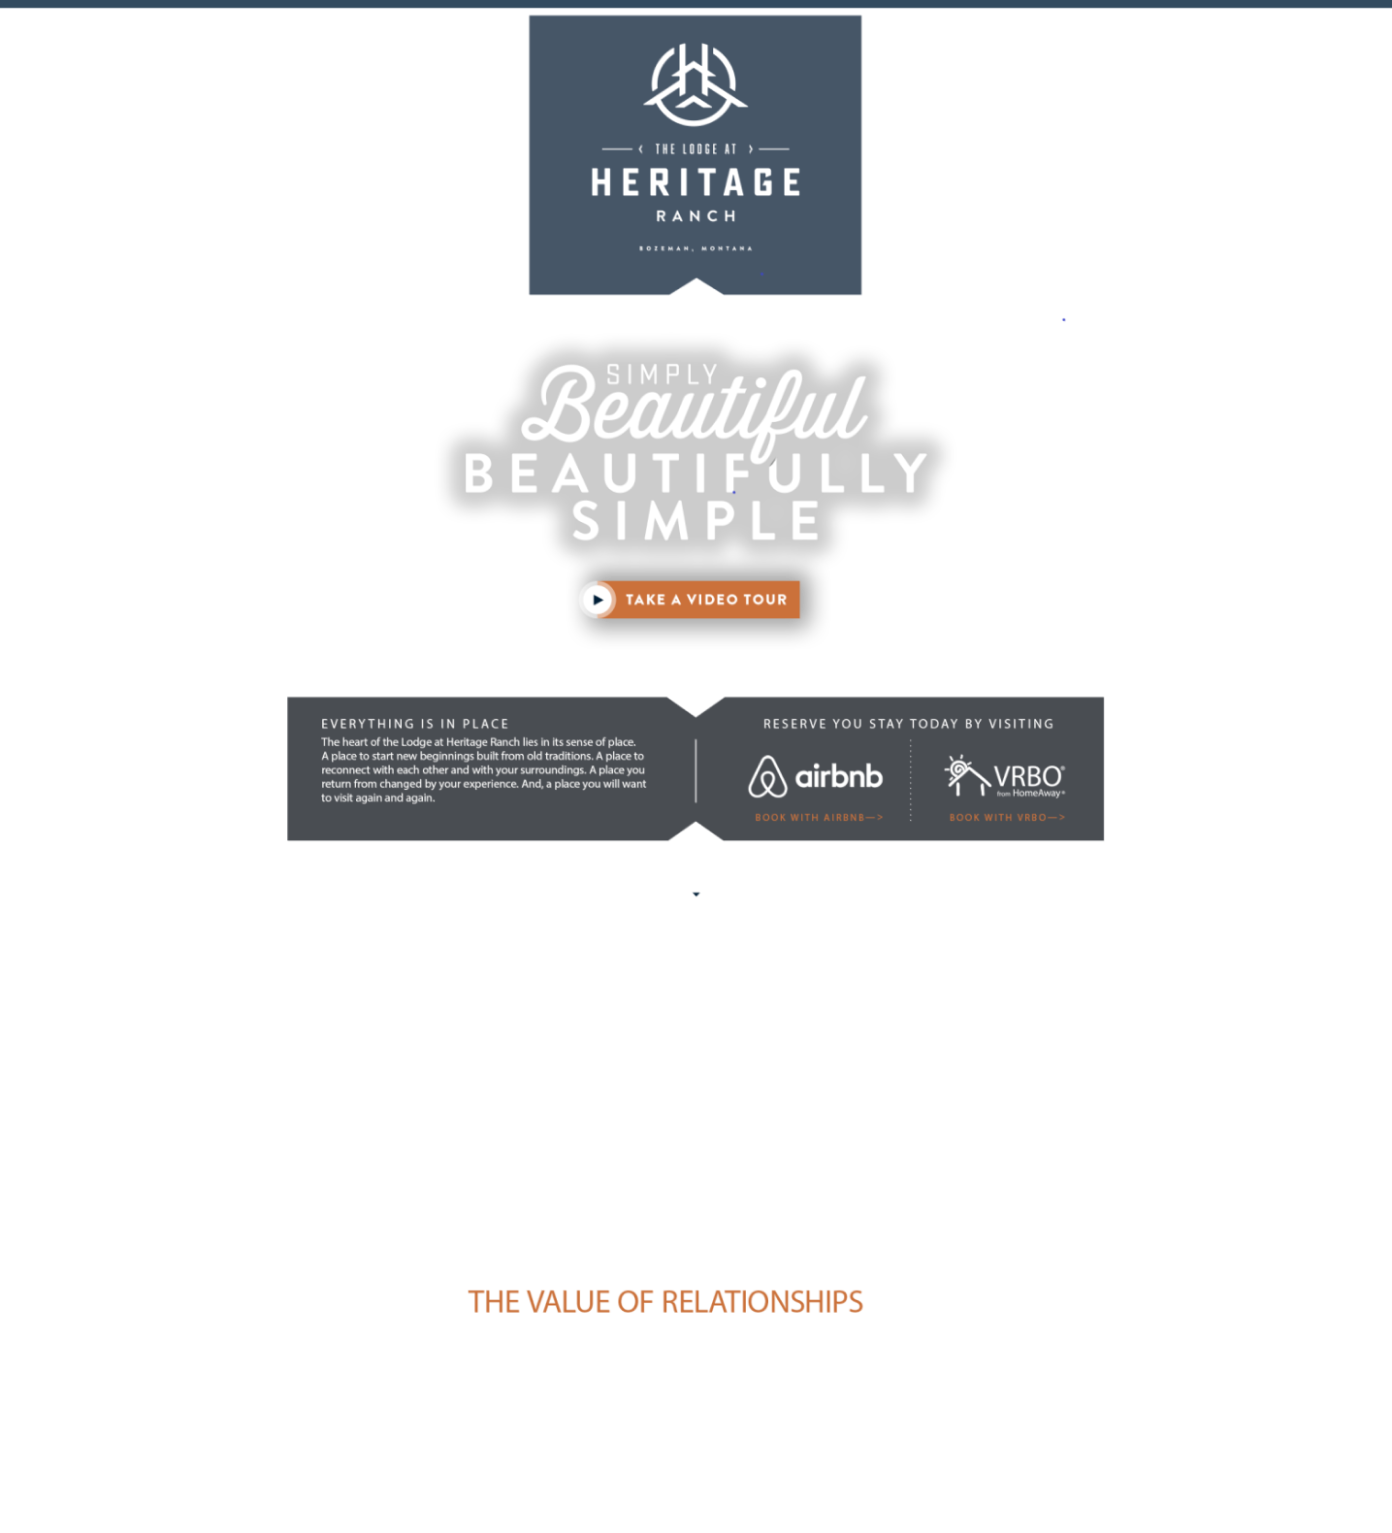 THE LODGE AT
HERITAGE
RANCH
BOZEMAN, MONTANA
SIMPLY
Beautiful
BEAUTIFULLY
SIMPLE
TAKE A VIDEO TOUR
EVERYTHING IS IN PLACE
The heart of the Lodge at Heritage Ranch lies in its sense of place.
A place to start new beginnings built from old traditions. A place to
reconnect with each other and with your surroundings. A place you
return from changed by your experience. And, a place you will want
to visit again and again.
RESERVE YOU STAY TODAY BY VISITING
airbnb
VRBO®
from HomeAway®
BOOK WITH AIRBNB—>
BOOK WITH VRBO—>
THE VALUE OF RELATIONSHIPS